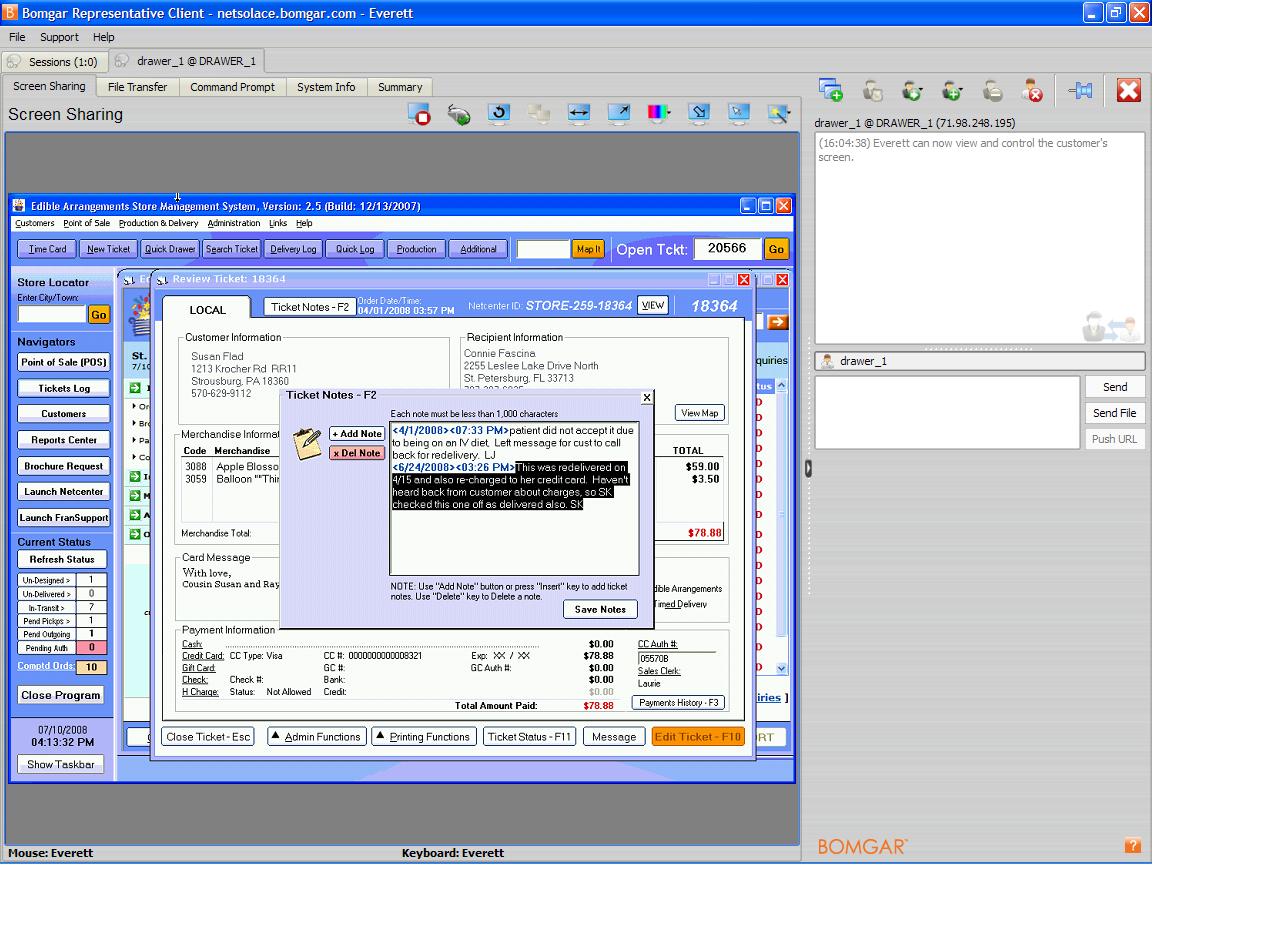 Bomgar Representative Client - netsolace.bomgar.com - Everett
File Support Help
Sessions (1:0) drawer_1 @ DRAWER_1
Screen Sharing File Transfer Command Prompt System Info Summary
Screen Sharing
drawer_1 @ DRAWER_1 (71.98.248.195)
(16:04:38) Everett can now view and control the customer's
screen.
drawer_1
Send
Send File
Push URL
BOMGAR
Edible Arrangements Store Management System, Version: 2.5 (Build: 12/13/2007)
Customers Point of Sale Production & Delivery Administration Links Help
Time Card New Ticket Quick Drawer Search Ticket Delivery Log Quick Log Production Additional Map It Open Tckt: 20566 Go
Store Locator
Enter City/Town:
Go
Navigators
Point of Sale (POS)
Tickets Log
Customers
Reports Center
Brochure Request
Launch Netcenter
Launch FranSupport
Current Status
Refresh Status
Un-Designed > 1
Un-Delivered > 0
In-Transit > 7
Pend Pickps > 1
Pend Outgoing 1
Pending Auth 0
Comptd Ords: 10
Close Program
07/10/2008
04:13:32 PM
Show Taskbar
St.
7/10
quiries
tus
iries ]
RT
Review Ticket: 18364
LOCAL
Ticket Notes - F2
Order Date/Time:
04/01/2008 03:57 PM
Netcenter ID: STORE-259-18364 VIEW 18364
Customer Information
Susan Flad
1213 Krocher Rd RR11
Strousburg, PA 18360
570-629-9112
Recipient Information
Connie Fascina
2255 Leslee Lake Drive North
St. Petersburg, FL 33713
View Map
Merchandise Informat
Code Merchandise TOTAL
3088 Apple Blosso $59.00
3059 Balloon ""Thin $3.50
Merchandise Total: $78.88
Card Message
With love,
Cousin Susan and Ray
dible Arrangements
Timed Delivery
Ticket Notes - F2
Each note must be less than 1,000 characters
+ Add Note
x Del Note
<4/1/2008><07:33 PM>patient did not accept it due
to being on an IV diet, Left message for cust to call
back for redelivery. LJ
<6/24/2008><03:26 PM>This was redelivered on
4/15 and also re-charged to her credit card. Haven't
heard back from customer about charges, so SK
checked this one off as delivered also. SK
NOTE: Use "Add Note" button or press "Insert" key to add ticket
notes. Use "Delete" key to Delete a note.
Save Notes
Payment Information
Cash: $0.00
Credit Card: CC Type: Visa CC #: 0000000000008321 Exp: XX / XX $78.88
Gift Card: GC #: GC Auth #: $0.00
Check: Check #: Bank: $0.00
H Charge: Status: Not Allowed Credit: $0.00
Total Amount Paid: $78.88
CC Auth #:
05570B
Sales Clerk:
Laurie
Payments History - F3
Close Ticket - Esc Admin Functions Printing Functions Ticket Status - F11 Message Edit Ticket - F10
Mouse: Everett Keyboard: Everett